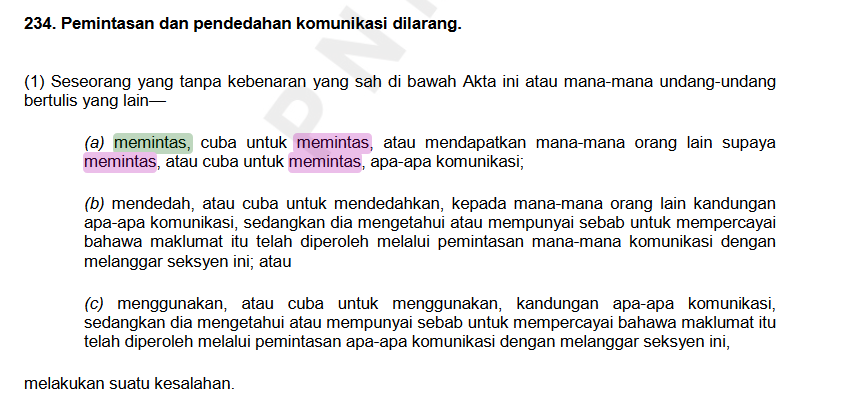 234. Pemintasan dan pendedahan komunikasi dilarang.
(1) Seseorang yang tanpa kebenaran yang sah di bawah Akta ini atau mana-mana undang-undang
bertulis yang lain—
(a) memintas, cuba untuk memintas, atau mendapatkan mana-mana orang lain supaya
memintas, atau cuba untuk memintas, apa-apa komunikasi;
(b) mendedah, atau cuba untuk mendedahkan, kepada mana-mana orang lain kandungan
apa-apa komunikasi, sedangkan dia mengetahui atau mempunyai sebab untuk mempercayai
bahawa maklumat itu telah diperoleh melalui pemintasan mana-mana komunikasi dengan
melanggar seksyen ini; atau
(c) menggunakan, atau cuba untuk menggunakan, kandungan apa-apa komunikasi,
sedangkan dia mengetahui atau mempunyai sebab untuk mempercayai bahawa maklumat itu
telah diperoleh melalui pemintasan apa-apa komunikasi dengan melanggar seksyen ini,
melakukan suatu kesalahan.